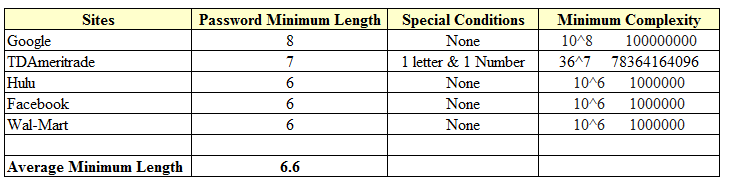 Sites Password Minimum Length Special Conditions Minimum Complexity
Google 8 None 10^8 100000000
TDAmeritrade 7 1 letter & 1 Number 36^7 78364164096
Hulu 6 None 10^6 1000000
Facebook 6 None 10^6 1000000
Wal-Mart 6 None 10^6 1000000
Average Minimum Length 6.6